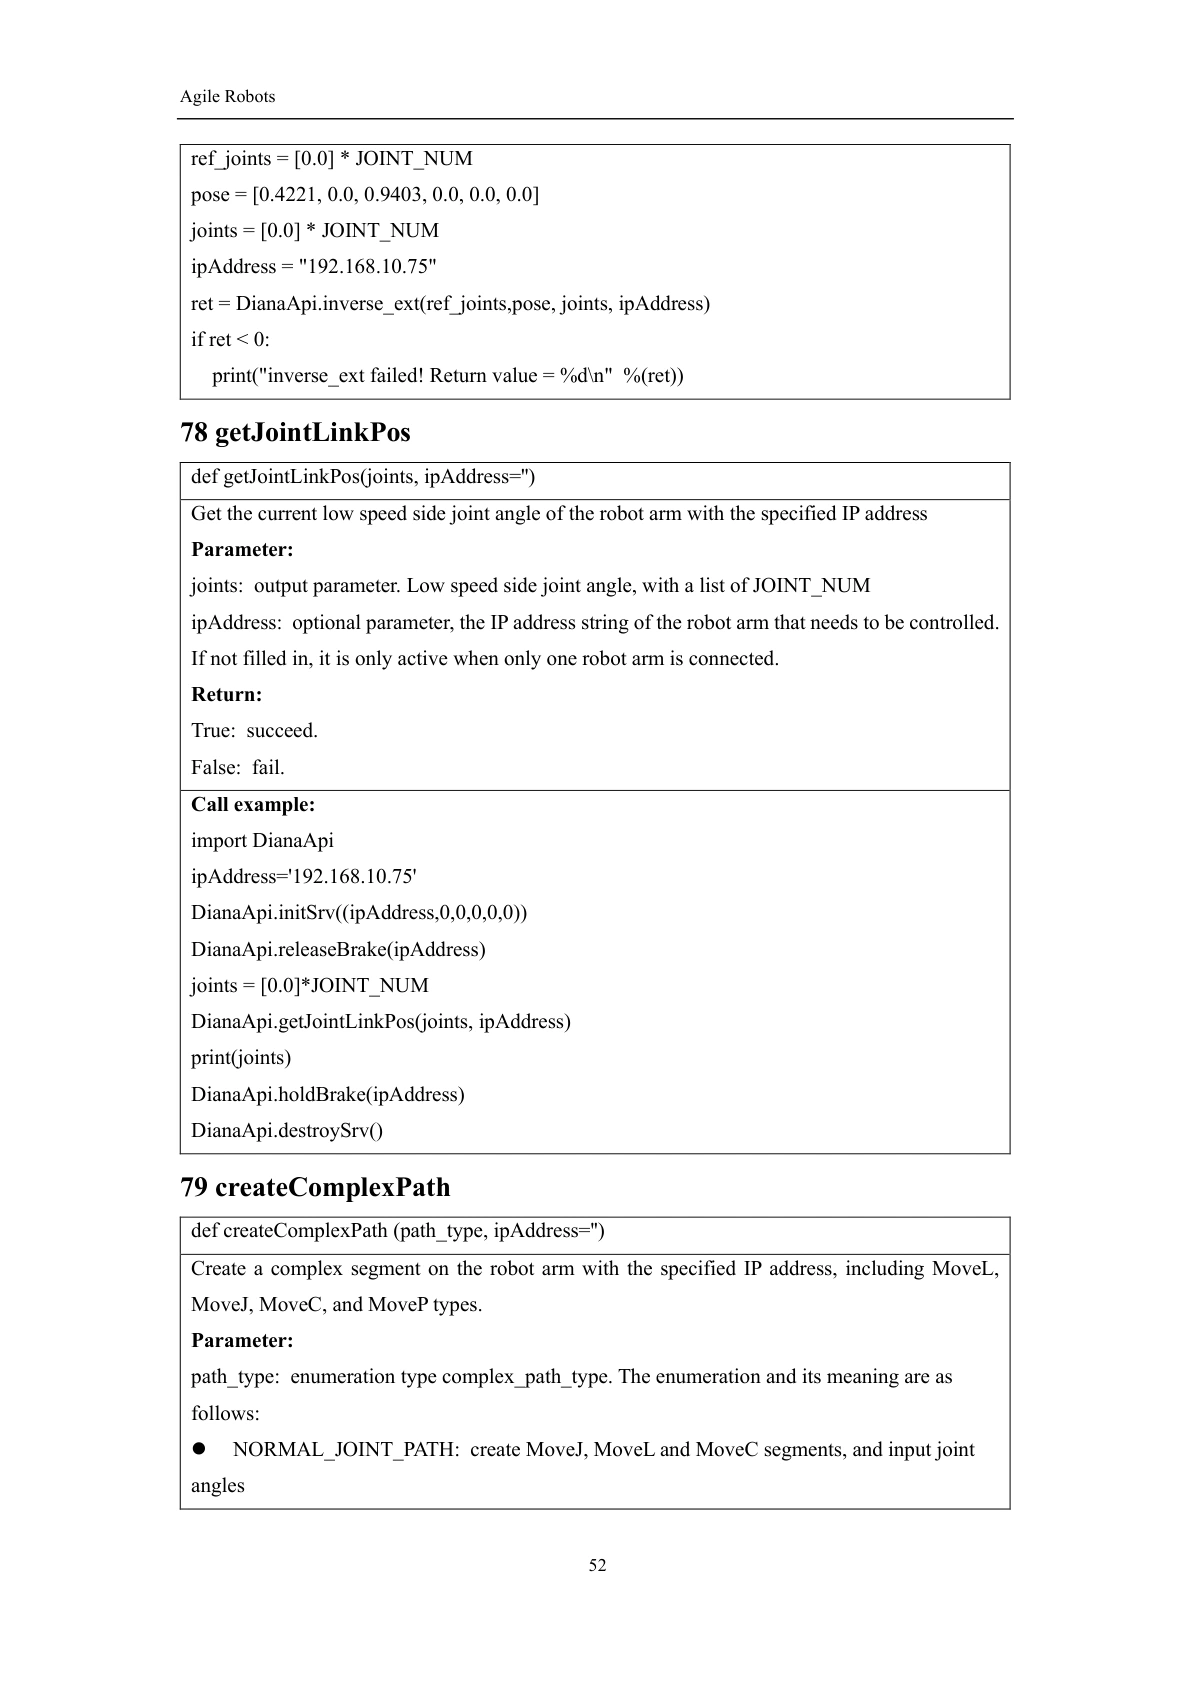 Agile Robots
ref_joints = [0.0] * JOINT_NUM
pose = [0.4221, 0.0, 0.9403, 0.0, 0.0, 0.0]
joints = [0.0] * JOINT_NUM
ipAddress = "192.168.10.75"
ret = DianaApi.inverse_ext(ref_joints,pose, joints, ipAddress)
if ret < 0:
    print("inverse_ext failed! Return value = %d\n"  %(ret))
78 getJointLinkPos
def getJointLinkPos(joints, ipAddress='')
Get the current low speed side joint angle of the robot arm with the specified IP address
Parameter:
joints:  output parameter. Low speed side joint angle, with a list of JOINT_NUM
ipAddress:  optional parameter, the IP address string of the robot arm that needs to be controlled.
If not filled in, it is only active when only one robot arm is connected.
Return:
True:  succeed.
False:  fail.
Call example:
import DianaApi
ipAddress='192.168.10.75'
DianaApi.initSrv((ipAddress,0,0,0,0,0))
DianaApi.releaseBrake(ipAddress)
joints = [0.0]*JOINT_NUM
DianaApi.getJointLinkPos(joints, ipAddress)
print(joints)
DianaApi.holdBrake(ipAddress)
DianaApi.destroySrv()
79 createComplexPath
def createComplexPath (path_type, ipAddress='')
Create a complex segment on the robot arm with the specified IP address, including MoveL,
MoveJ, MoveC, and MoveP types.
Parameter:
path_type:  enumeration type complex_path_type. The enumeration and its meaning are as
follows:
● NORMAL_JOINT_PATH:  create MoveJ, MoveL and MoveC segments, and input joint
angles
52